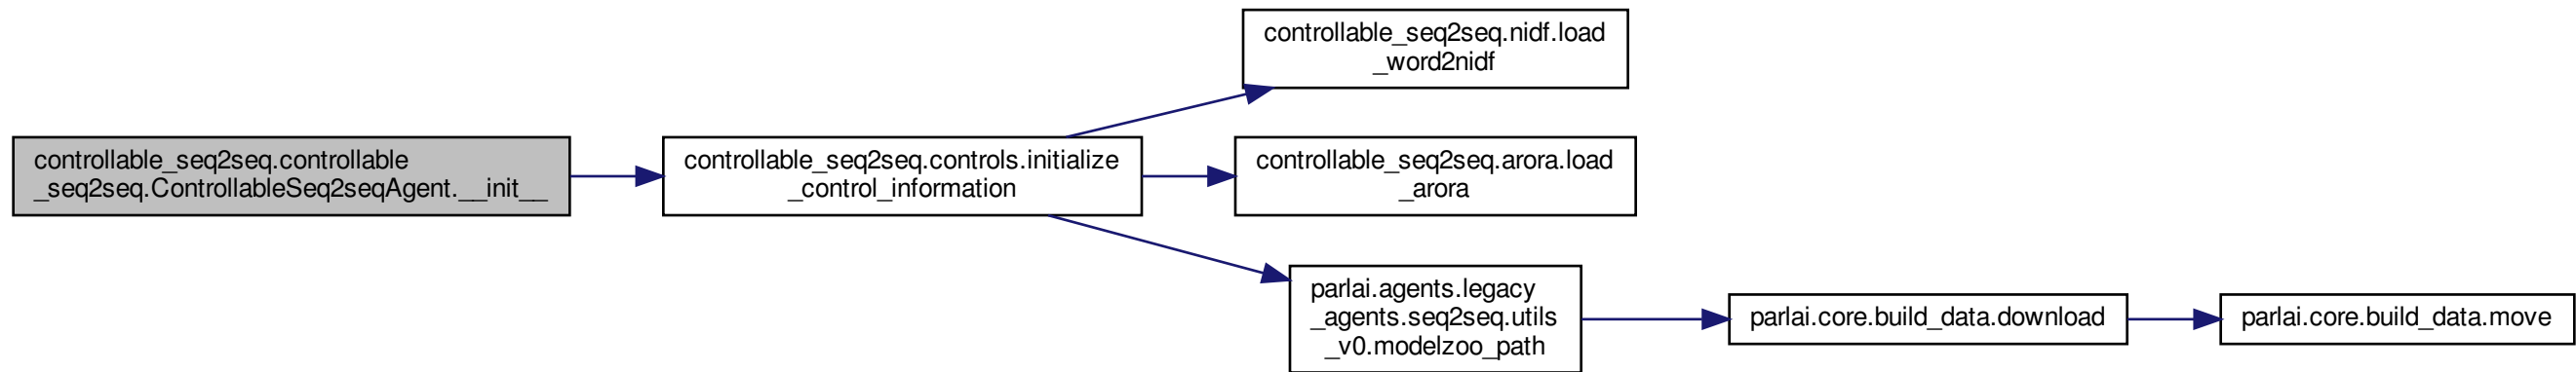 controllable_seq2seq.controllable
_seq2seq.ControllableSeq2seqAgent.__init__
controllable_seq2seq.controls.initialize
_control_information
controllable_seq2seq.nidf.load
_word2nidf
controllable_seq2seq.arora.load
_arora
parlai.agents.legacy
_agents.seq2seq.utils
_v0.modelzoo_path
parlai.core.build_data.download
parlai.core.build_data.move